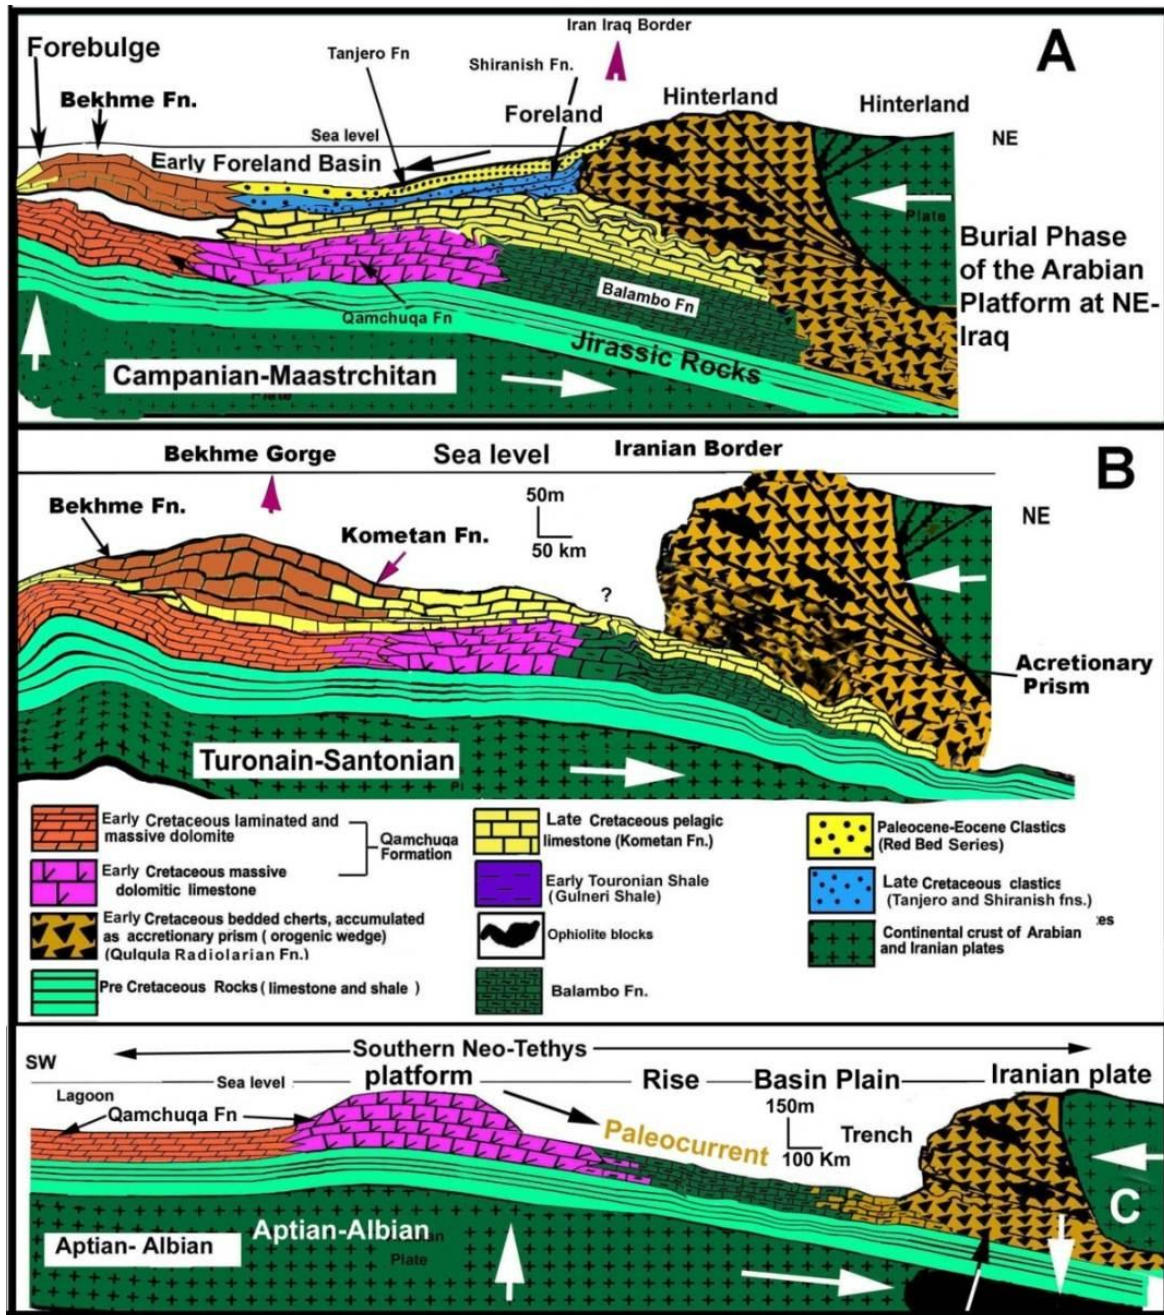 Iran Iraq Border
A
Forebulge
Tanjero Fn
Shiranish Fn.
Hinterland
Hinterland
Bekhme Fn.
Foreland
Sea level
NE
Early Foreland Basin
Plate
Burial Phase
of the Arabian
Platform at NE-
Iraq
Balambo Fn
Qamchuqa Fn
Jirassic Rocks
Campanian-Maastrchitan
Bekhme Gorge
Sea level
Iranian Border
B
50m
50 km
Bekhme Fn.
NE
Kometan Fn.
?
Acretionary
Prism
Turonain-Santonian
Pl
Early Cretaceous laminated and
massive dolomite
Qamchuqa
Formation
Early Cretaceous massive
dolomitic limestone
Early Cretaceous bedded cherts, accumulated
as accretionary prism ( orogenic wedge)
(Qulqula Radiolarian Fn.)
Pre Cretaceous Rocks ( limestone and shale )
Late Cretaceous pelagic
limestone (Kometan Fn.)
Early Touronian Shale
(Gulneri Shale)
Ophiolite blocks
Balambo Fn.
Paleocene-Eocene Clastics
(Red Bed Series)
Late Cretaceous clastics
(Tanjero and Shiranish fns.)
Continental crust of Arabian
and Iranian plates
SW
Southern Neo-Tethys
Lagoon
Sea level
platform
Rise
Basin Plain
Iranian plate
Qamchuqa Fn
150m
100 Km
Trench
Paleocurrent
C
Aptian- Albian
Aptian-Albian
Plate